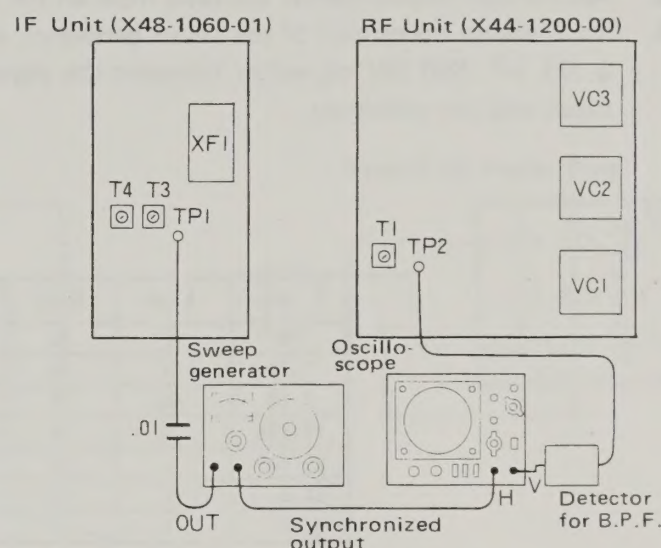 IF Unit (X48-1060-01)
RF Unit (X44-1200-00)
XF1
VC3
T4 T3
TP1
VC2
T1
TP2
VC1
Sweep
generator
Oscillo-
scope
.01
OUT
Synchronized
output
H
V
Detector
for B.P.F.